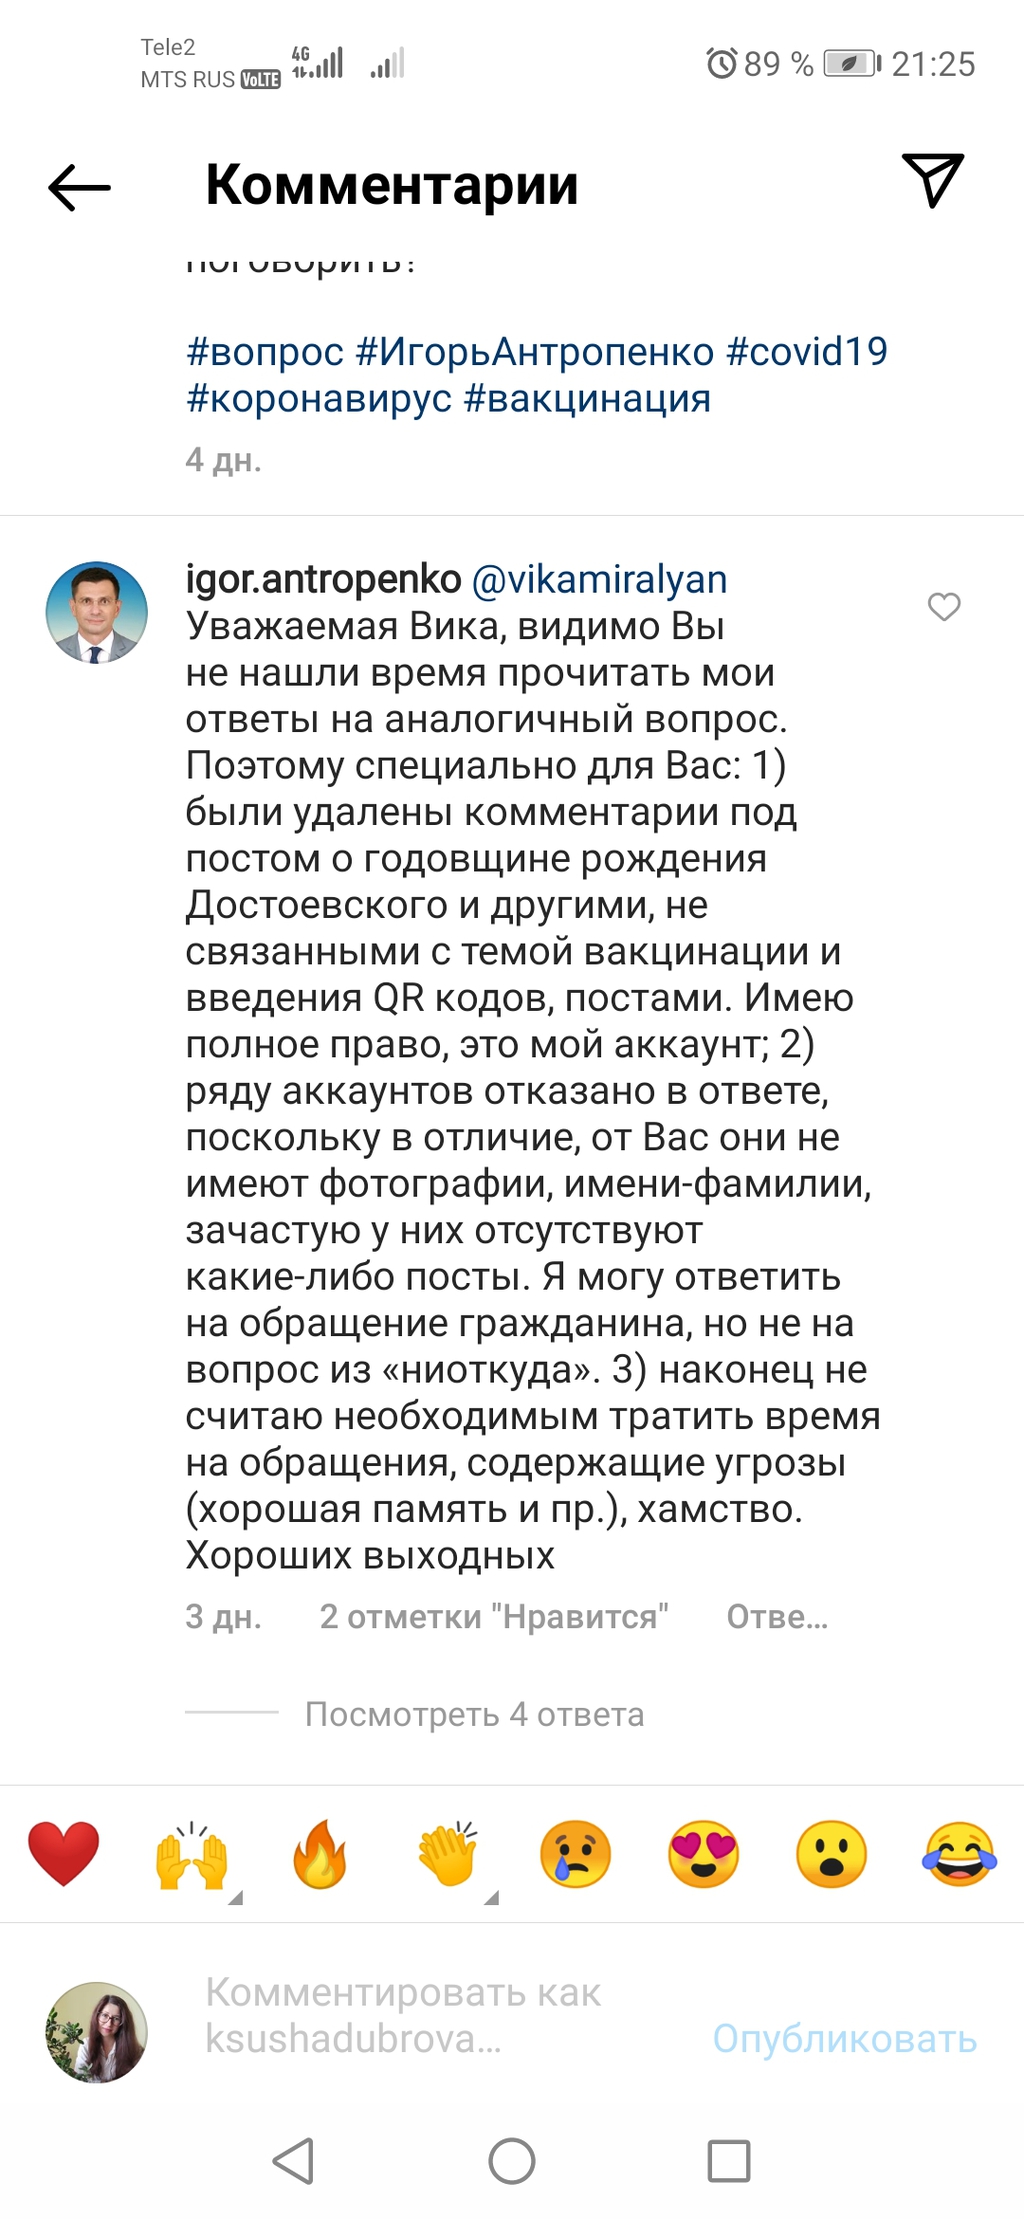 Tele2
MTS RUS VoLTE
4G
89 %
21:25
Комментарии
поговорить?
#вопрос #ИгорьАнтропенко #covid19
#коронавирус #вакцинация
4 дн.
igor.antropenko @vikamiralyan
Уважаемая Вика, видимо Вы
не нашли время прочитать мои
ответы на аналогичный вопрос.
Поэтому специально для Вас: 1)
были удалены комментарии под
постом о годовщине рождения
Достоевского и другими, не
связанными с темой вакцинации и
введения QR кодов, постами. Имею
полное право, это мой аккаунт; 2)
ряду аккаунтов отказано в ответе,
поскольку в отличие, от Вас они не
имеют фотографии, имени-фамилии,
зачастую у них отсутствуют
какие-либо посты. Я могу ответить
на обращение гражданина, но не на
вопрос из «ниоткуда». 3) наконец не
считаю необходимым тратить время
на обращения, содержащие угрозы
(хорошая память и пр.), хамство.
Хороших выходных
3 дн. 2 отметки "Нравится" Отве...
Посмотреть 4 ответа
Комментировать как
ksushadubrova... Опубликовать